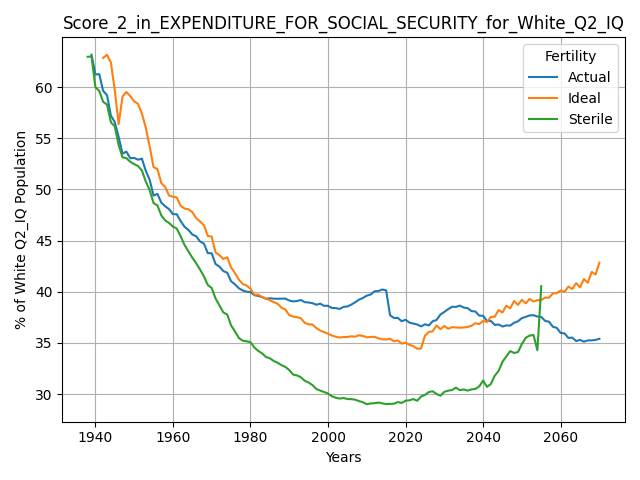 Score_2_in_EXPENDITURE_FOR_SOCIAL_SECURITY_for_White_Q2_IQ
Fertility
Actual
Ideal
Sterile
% of White Q2_IQ Population
60
55
50
45
40
35
30
1940 1960 1980 2000 2020 2040 2060
Years